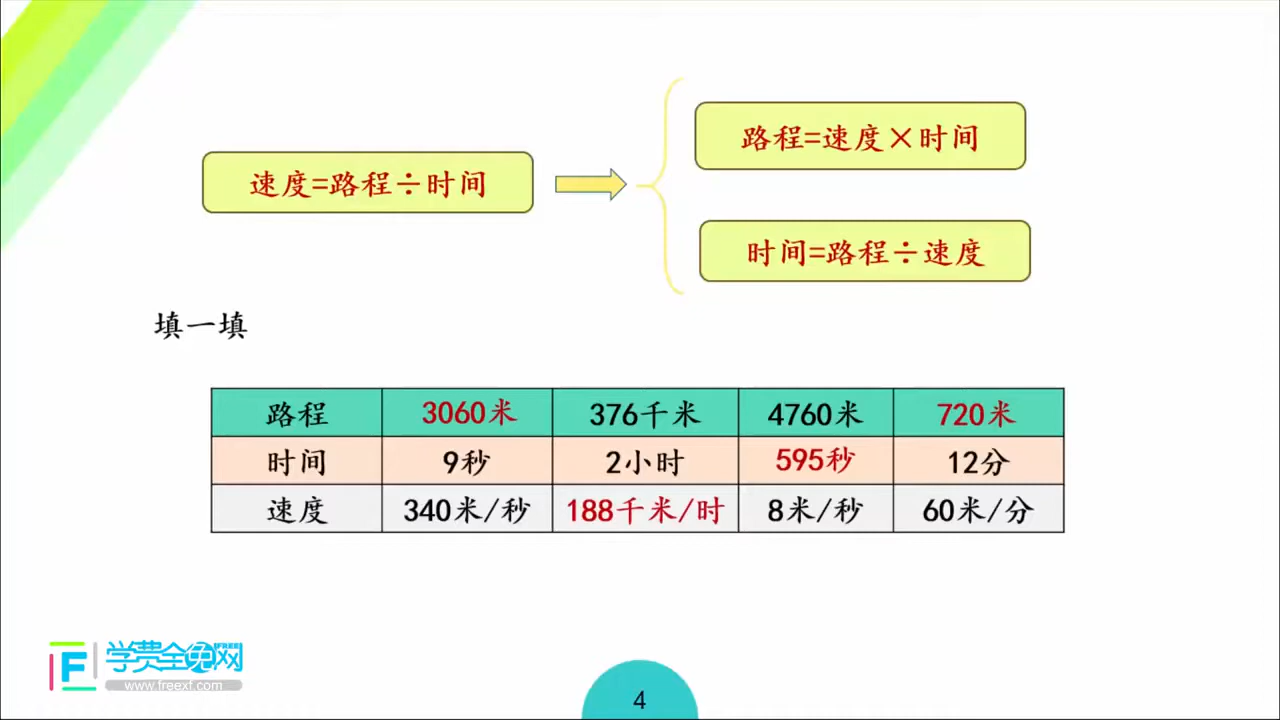 路程=速度×时间
速度=路程÷时间
时间=路程÷速度
填一填
路程 3060米 376千米 4760米 720米
时间 9秒 2小时 595秒 12分
速度 340米/秒 188千米/时 8米/秒 60米/分
F 学费全免网 FREE
www.freexf.com
4